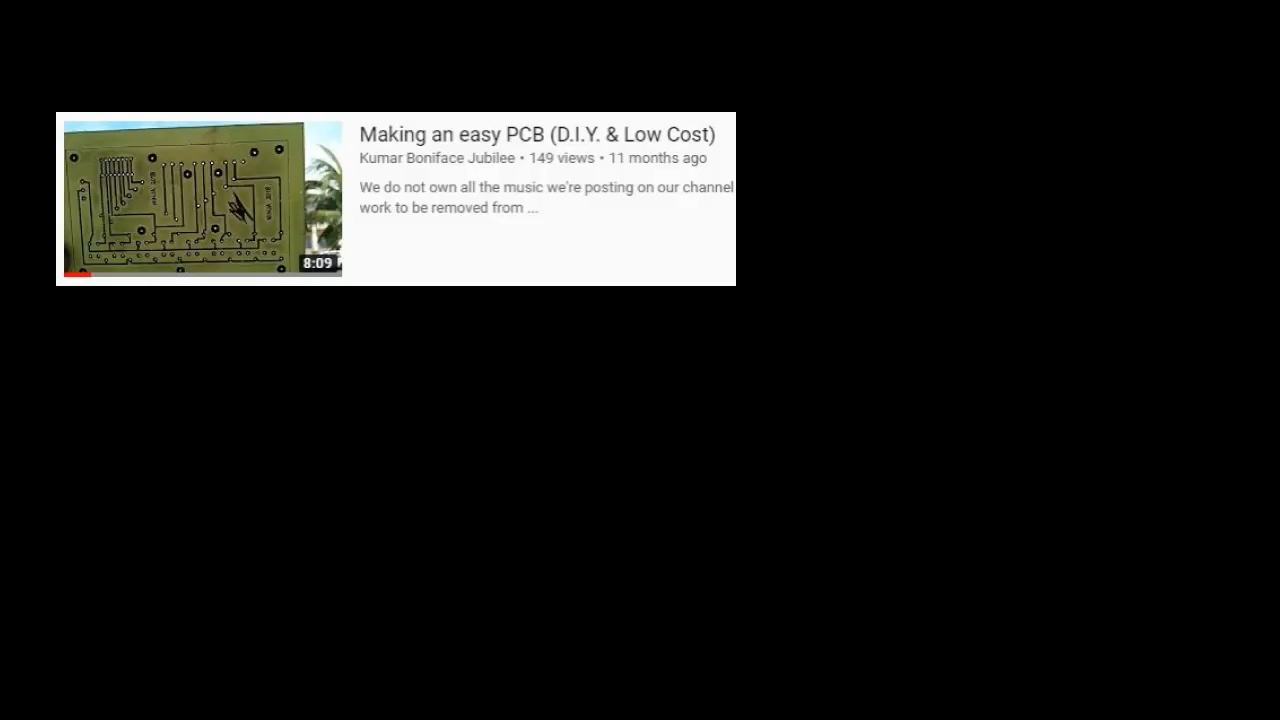 Making an easy PCB (D.I.Y. & Low Cost)
Kumar Boniface Jubilee • 149 views • 11 months ago
We do not own all the music we're posting on our channel
work to be removed from ...
8:09